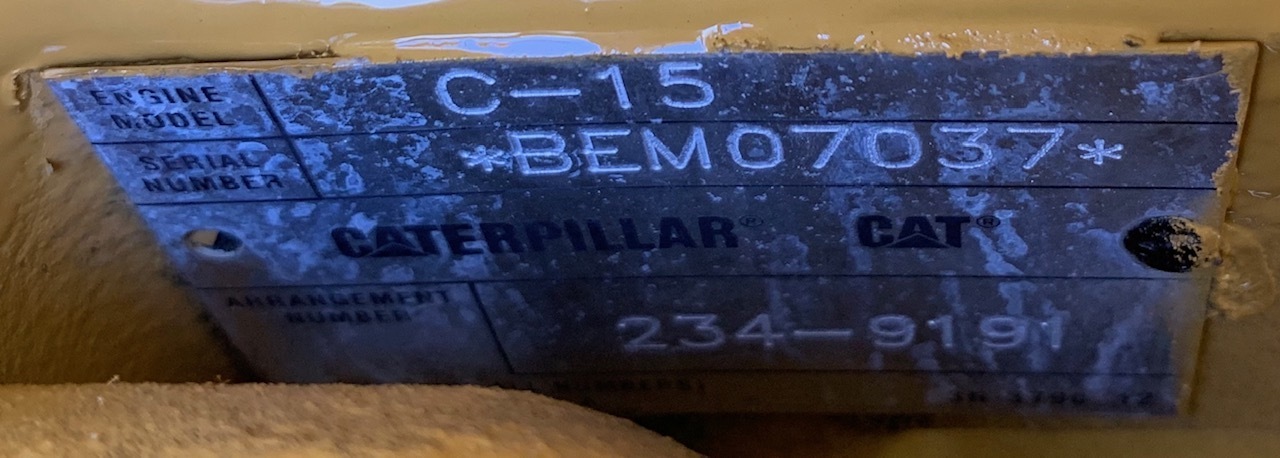 ENGINE MODEL C-15
SERIAL NUMBER *BEM07037*
CATERPILLAR® CAT®
ARRANGEMENT NUMBER 234-9191